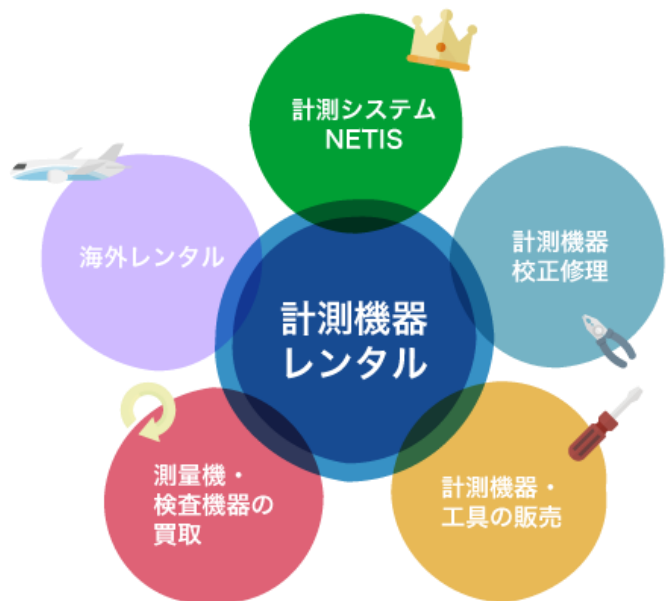 計測システム
NETIS
海外レンタル
計測機器
校正修理
計測機器
レンタル
測量機・
検査機器の
買取
計測機器・
工具の販売